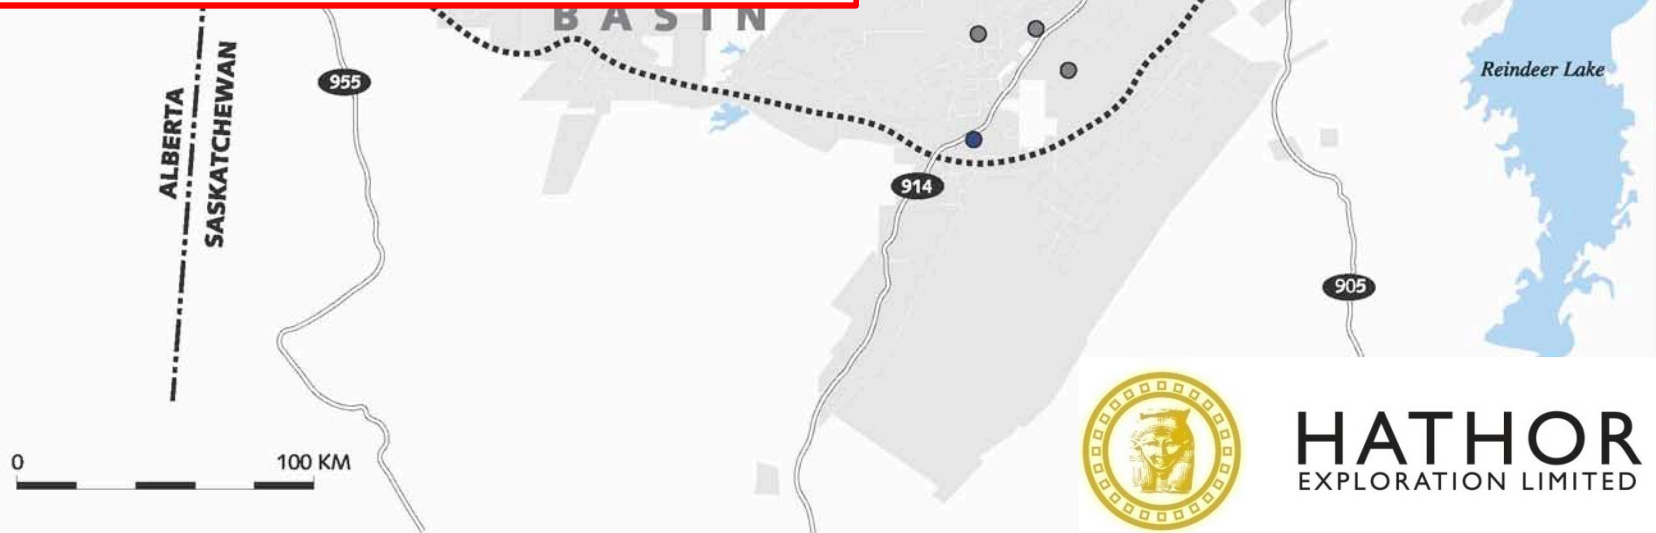 BASIN
Reindeer Lake
955
ALBERTA
SASKATCHEWAN
914
905
0
100 KM
HATHOR
EXPLORATION LIMITED